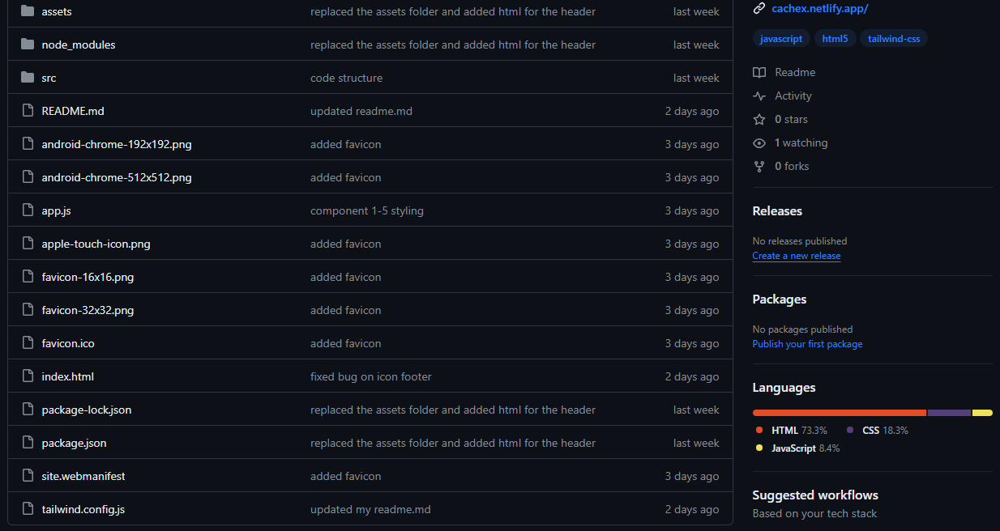 assets replaced the assets folder and added html for the header last week
node_modules replaced the assets folder and added html for the header last week
src code structure last week
README.md updated readme.md 2 days ago
android-chrome-192x192.png added favicon 3 days ago
android-chrome-512x512.png added favicon 3 days ago
app.js component 1-5 styling 3 days ago
apple-touch-icon.png added favicon 3 days ago
favicon-16x16.png added favicon 3 days ago
favicon-32x32.png added favicon 3 days ago
favicon.ico added favicon 3 days ago
index.html fixed bug on icon footer 2 days ago
package-lock.json replaced the assets folder and added html for the header last week
package.json replaced the assets folder and added html for the header last week
site.webmanifest added favicon 3 days ago
tailwind.config.js updated my readme.md 2 days ago
cachex.netlify.app/
javascript html5 tailwind-css
Readme
Activity
0 stars
1 watching
0 forks
Releases
No releases published
Create a new release
Packages
No packages published
Publish your first package
Languages
HTML 73.3% CSS 18.3%
JavaScript 8.4%
Suggested workflows
Based on your tech stack